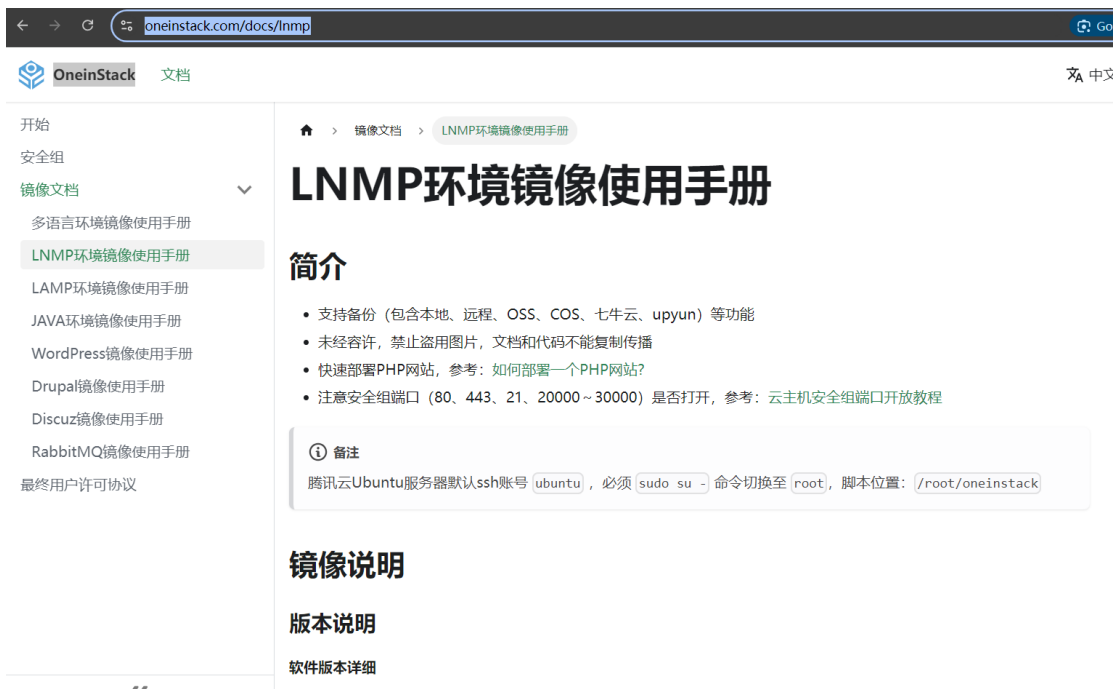 oneinstack.com/docs/lnmp
Go
OneinStack 文档
中文
开始
安全组
镜像文档
多语言环境镜像使用手册
LNMP环境镜像使用手册
LAMP环境镜像使用手册
JAVA环境镜像使用手册
WordPress镜像使用手册
Drupal镜像使用手册
Discuz镜像使用手册
RabbitMQ镜像使用手册
最终用户许可协议
镜像文档 LNMP环境镜像使用手册
LNMP环境镜像使用手册
简介
支持备份（包含本地、远程、OSS、COS、七牛云、upyun）等功能
未经容许，禁止盗用图片，文档和代码不能复制传播
快速部署PHP网站，参考：如何部署一个PHP网站?
注意安全组端口（80、443、21、20000～30000）是否打开，参考：云主机安全组端口开放教程
备注
腾讯云Ubuntu服务器默认ssh账号 ubuntu ，必须 sudo su - 命令切换至 root，脚本位置：/root/oneinstack
镜像说明
版本说明
软件版本详细